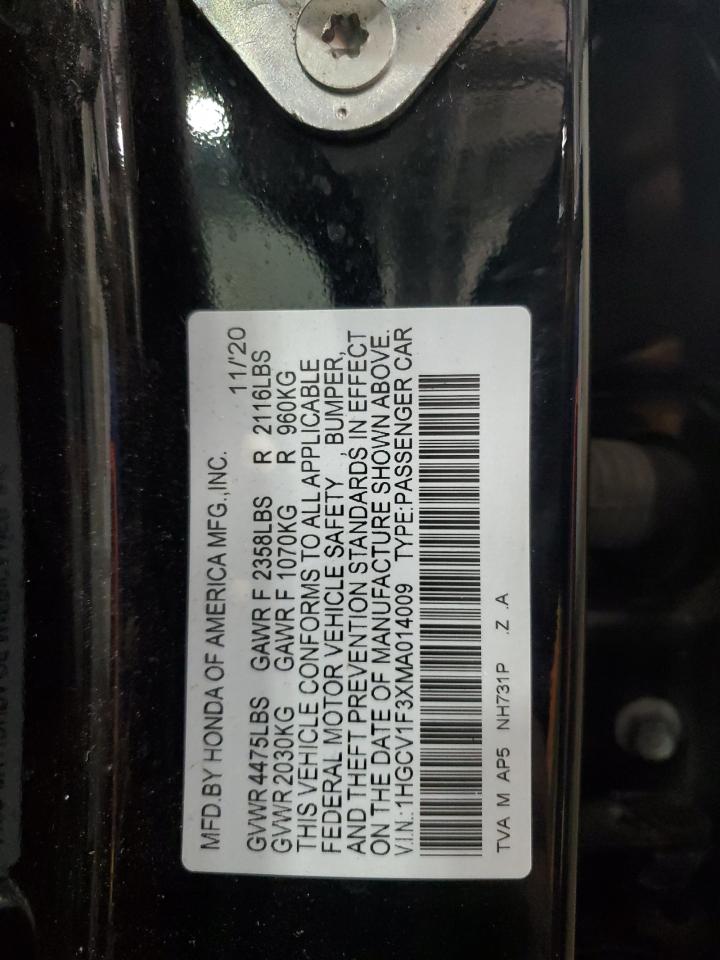 MFD.BY HONDA OF AMERICA MFG.,INC. 11/'20
GVWR 4475LBS GAWR F 2358LBS R 2116LBS
GVWR 2030KG GAWR F 1070KG R 960KG
THIS VEHICLE CONFORMS TO ALL APPLICABLE
FEDERAL MOTOR VEHICLE SAFETY, BUMPER,
AND THEFT PREVENTION STANDARDS IN EFFECT
ON THE DATE OF MANUFACTURE SHOWN ABOVE.
V.I.N.:1HGCV1F3XMA014009 TYPE:PASSENGER CAR
TVA M AP5 NH731P .Z .A